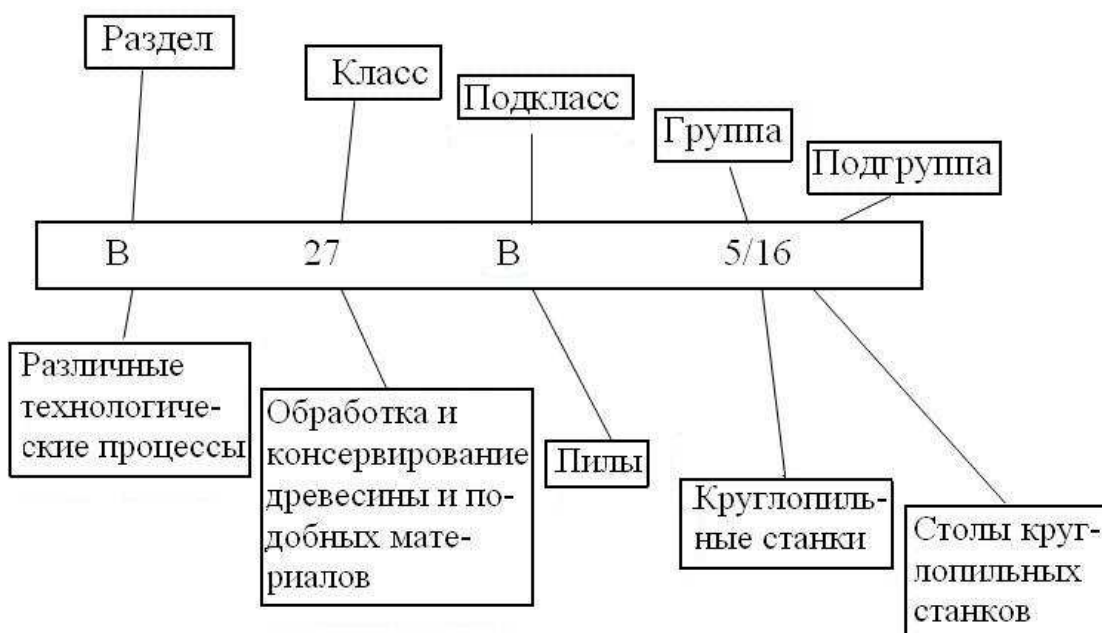 Раздел
Класс
Подкласс
Группа
Подгруппа
В 27 В 5/16
Различные
технологиче-
ские процессы
Обработка и
консервирование
древесины и по-
добных мате-
риалов
Пилы
Круглопиль-
ные станки
Столы круг-
лопильных
станков